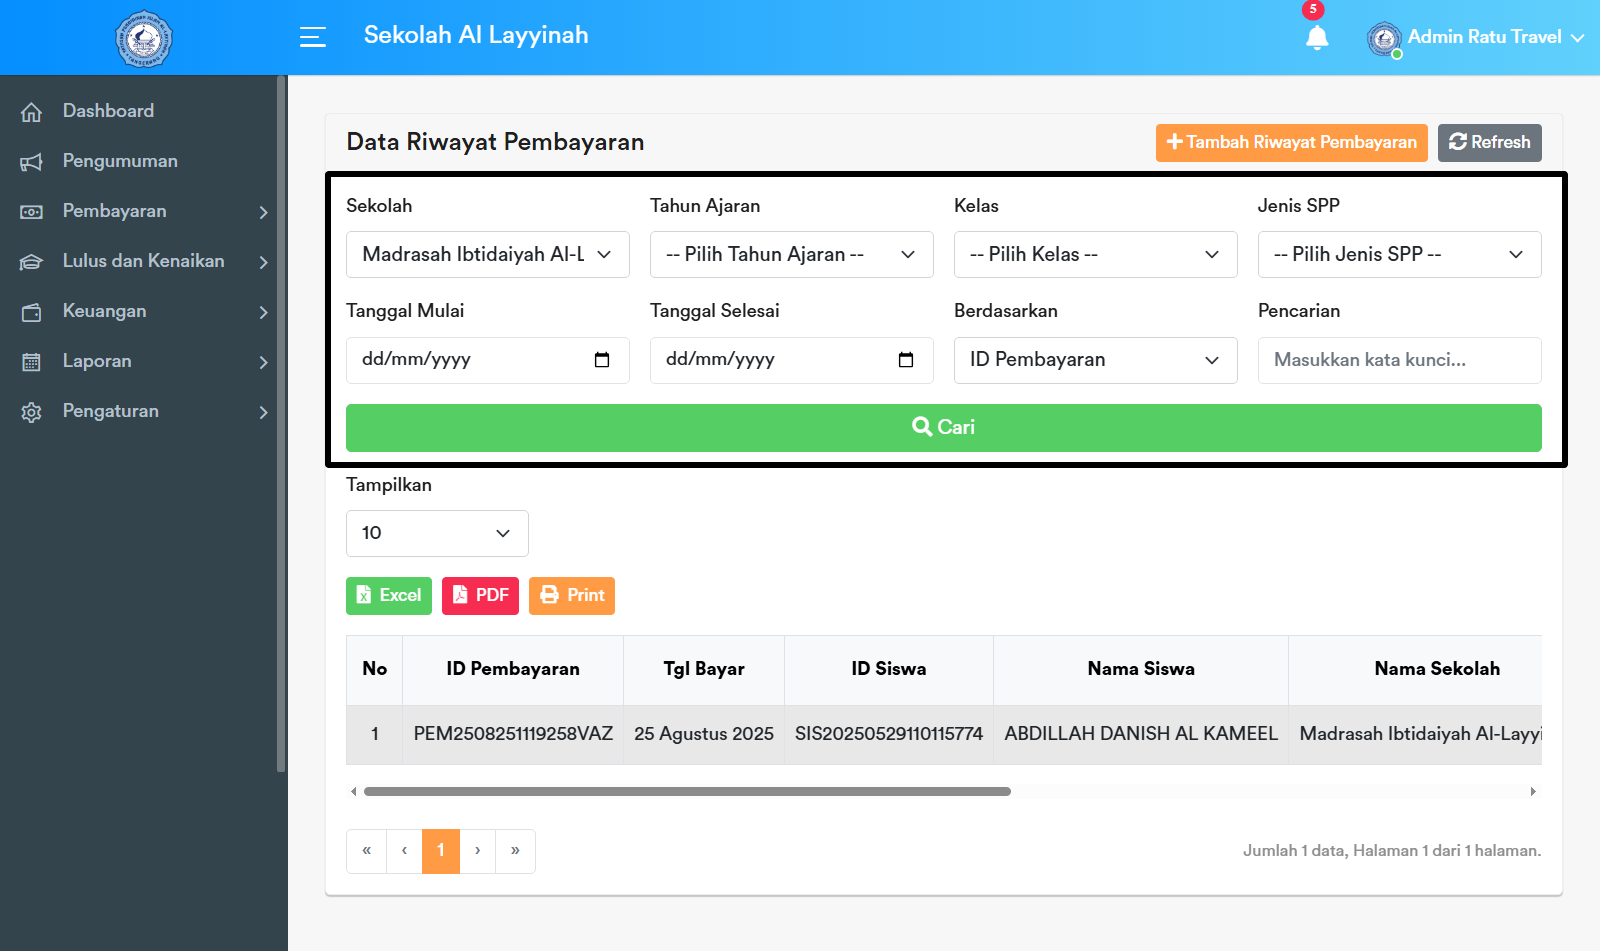 Sekolah Al Layyinah
5
Admin Ratu Travel
Dashboard
Pengumuman
Pembayaran
Lulus dan Kenaikan
Keuangan
Laporan
Pengaturan
Data Riwayat Pembayaran
Tambah Riwayat Pembayaran
Refresh
Sekolah Tahun Ajaran Kelas Jenis SPP
Madrasah Ibtidaiyah Al-L -- Pilih Tahun Ajaran -- -- Pilih Kelas -- -- Pilih Jenis SPP --
Tanggal Mulai Tanggal Selesai Berdasarkan Pencarian
dd/mm/yyyy dd/mm/yyyy ID Pembayaran Masukkan kata kunci...
Cari
Tampilkan
10
Excel PDF Print
No ID Pembayaran Tgl Bayar ID Siswa Nama Siswa Nama Sekolah
1 PEM2508251119258VAZ 25 Agustus 2025 SIS20250529110115774 ABDILLAH DANISH AL KAMEEL Madrasah Ibtidaiyah Al-Layyi
« ‹ 1 › »
Jumlah 1 data, Halaman 1 dari 1 halaman.